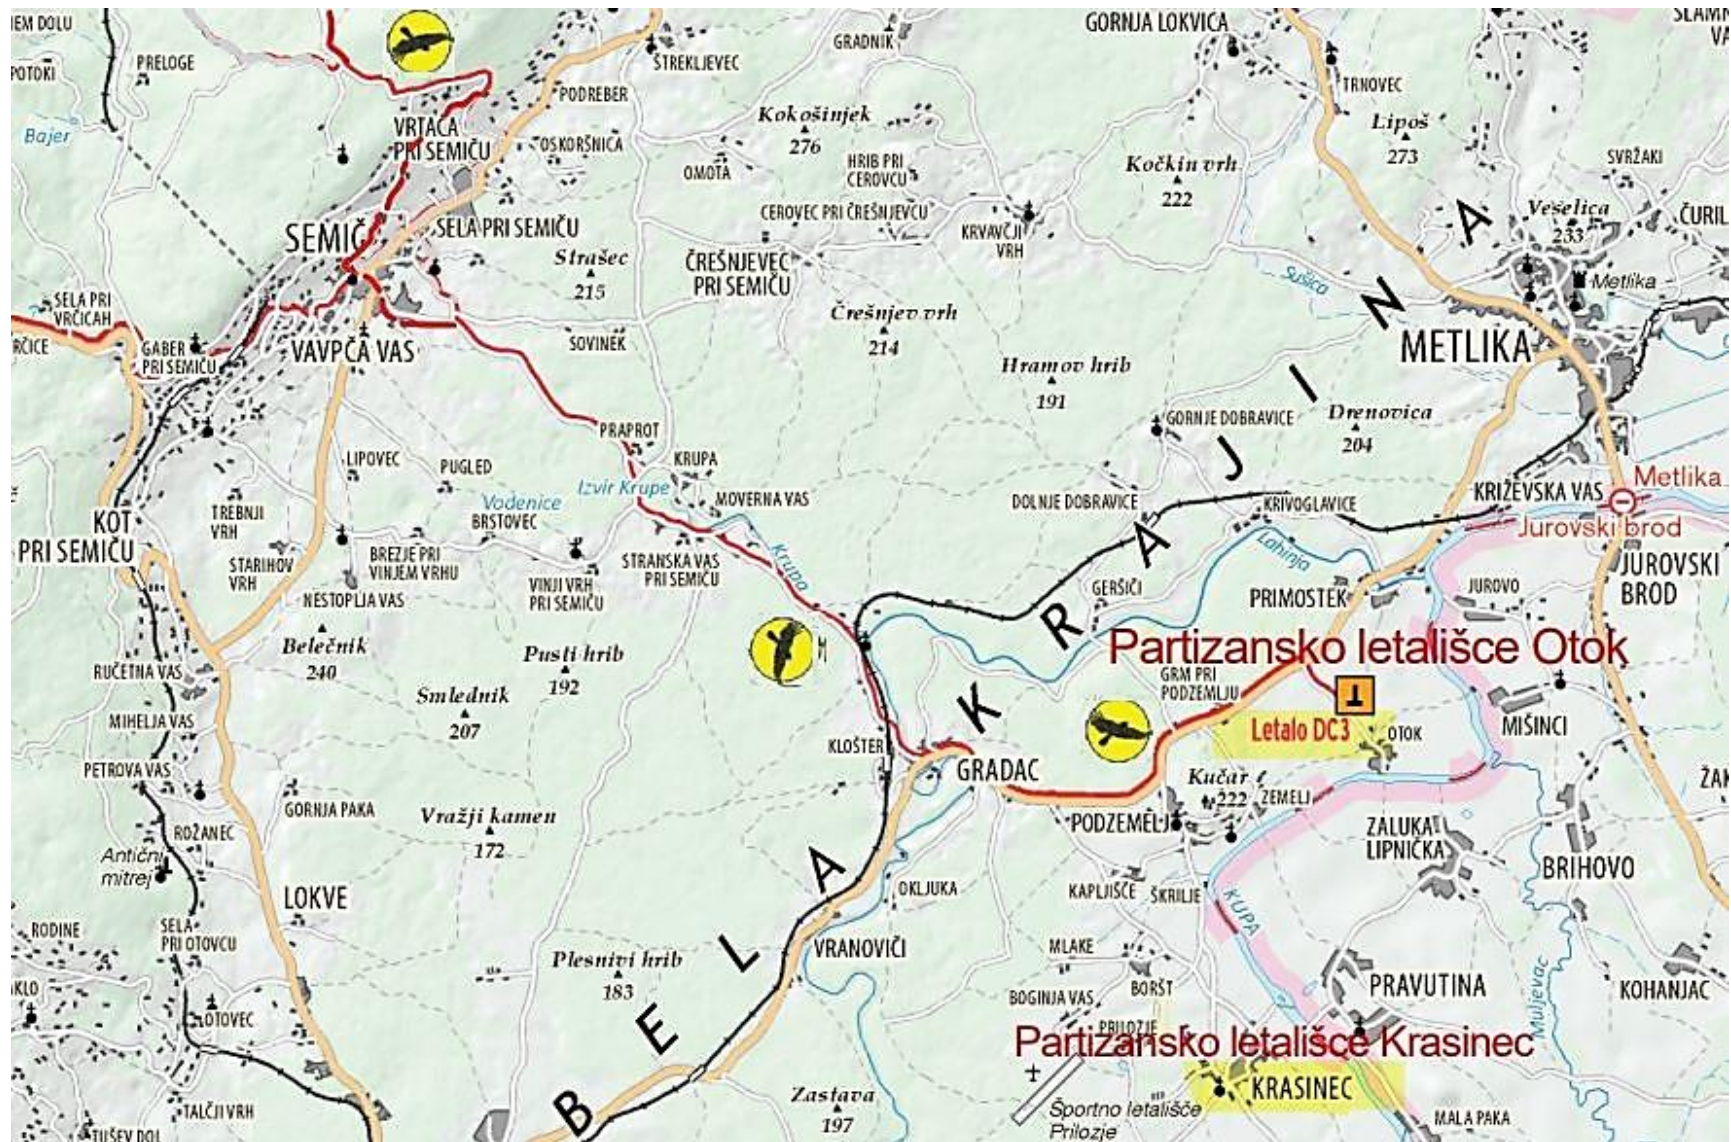 JEM DOLU
PRELOGE
POTOKI
Bajer
VRTAČA
PRI SEMIČU
ŠTREKLJEVEC
PODREBER
OSKORŠNICA
GRADNIK
GORNJA LOKVICA
TRNOVEC
Kokošinjek
276
OMOTA
HRIB PRI
CEROVCU
Kočkin vrh
222
Lipoš
273
SVRŽAKI
SEMIČ
SELA PRI SEMIČU
Strašec
215
CEROVEC PRI ČREŠNJEVCU
KRVAVČJI
VRH
ČREŠNJEVEC
PRI SEMIČU
Sušica
Veselica
233
ČURIL
Metlika
METLIKA
SELA PRI
VRČICAH
RČICE
GABER
PRI SEMIČU
VAVPČA VAS
SOVINEK
Črešnjev vrh
214
Hramov hrib
191
Drenovica
204
GORNJE DOBRAVICE
PRAPROT
LIPOVEC
PUGLED
KRUPA
Vodenice
Izvir Krupe
MOVERNA VAS
DOLNJE DOBRAVICE
KRIVOGLAVICE
KRIŽEVSKA VAS
Metlika
Jurovski brod
KOT
PRI SEMIČU
TREBNJI
VRH
BRSTOVEC
STARIHOV
VRH
BREZJE PRI
VINJEM VRHU
VINJI VRH
PRI SEMIČU
STRANSKA VAS
PRI SEMIČU
Krupa
Lahinja
GERŠIČI
PRIMOSTEK
JUROVO
JUROVSKI
BROD
NESTOPLJA VAS
Belečnik
240
Pusti hrib
192
Partizansko letališce Otok
RUČETNA VAS
Smlednik
207
GRM PRI
PODZEMLJU
Letalo DC3
OTOK
MIŠINCI
MIHELJA VAS
KLOŠTER
GRADAC
PETROVA VAS
GORNJA PAKA
Kučar
222
ZEMELJ
ROŽANEC
Vražji kamen
172
PODZEMELJ
ZALUKA
LIPNIČKA
BRIHOVO
Antični
mitrej
LOKVE
OKLJUKA
KAPLJIŠČE
ŠKRILJE
KUPA
RODINE
SELA
PRI OTOVCU
VRANOVIČI
MLAKE
Plesnivi hrib
183
BORŠT
BOGINJA VAS
PRAVUTINA
Muljevac
KOHANJAC
OTOVEC
PRILOZJE
Partizansko letališce Krasinec
KRASINEC
BELA KRAJINA
TALČJI VRH
Zastava
197
Športno letališče
Prilozje
MALA PAKA
TUŠEV DOL